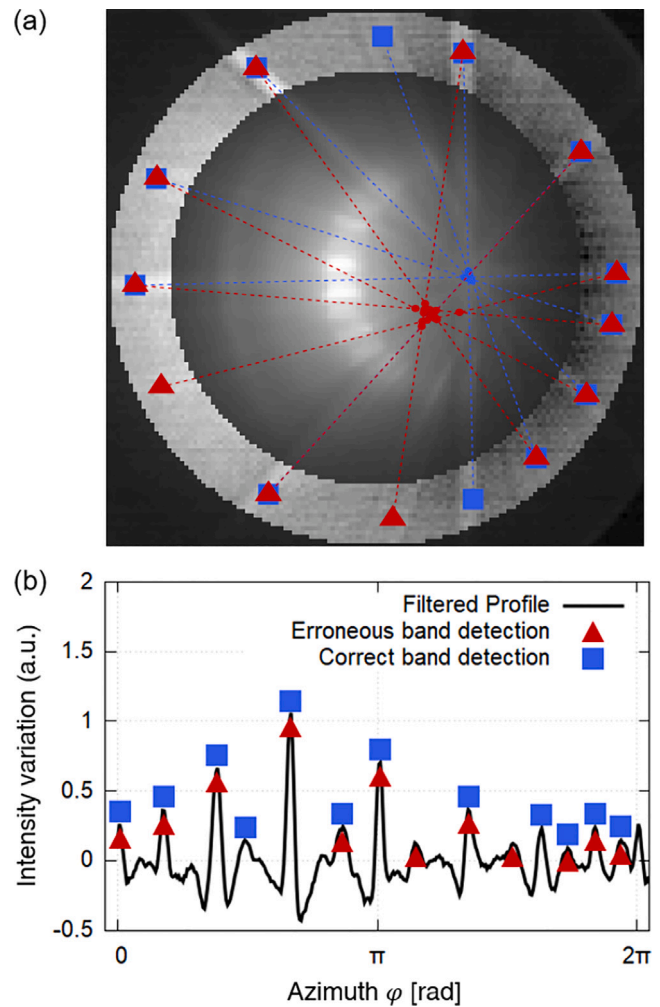 (a)
(b)
2
1.5
1
0.5
0
-0.5
Intensity variation (a.u.)
Filtered Profile
Erroneous band detection
Correct band detection
0
π
2π
Azimuth φ [rad]